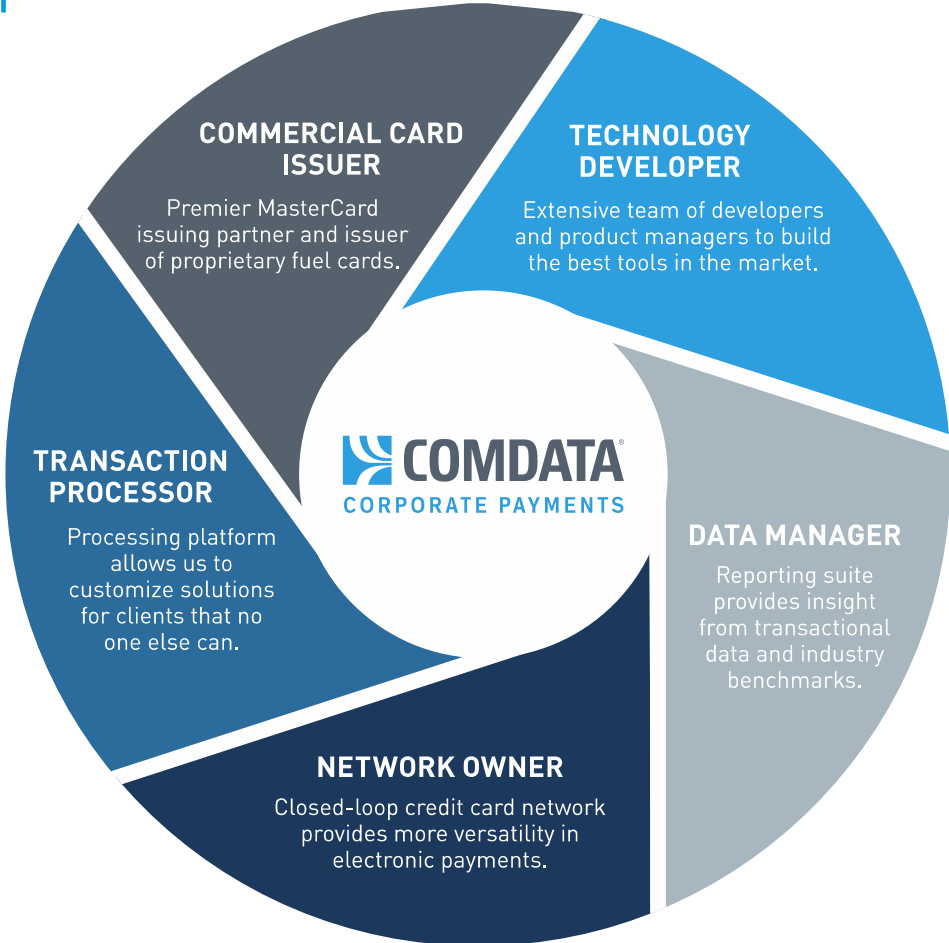 COMMERCIAL CARD
ISSUER
Premier MasterCard
issuing partner and issuer
of proprietary fuel cards.
TECHNOLOGY
DEVELOPER
Extensive team of developers
and product managers to build
the best tools in the market.
TRANSACTION
PROCESSOR
Processing platform
allows us to
customize solutions
for clients that no
one else can.
COMDATA®
CORPORATE PAYMENTS
DATA MANAGER
Reporting suite
provides insight
from transactional
data and industry
benchmarks.
NETWORK OWNER
Closed-loop credit card network
provides more versatility in
electronic payments.